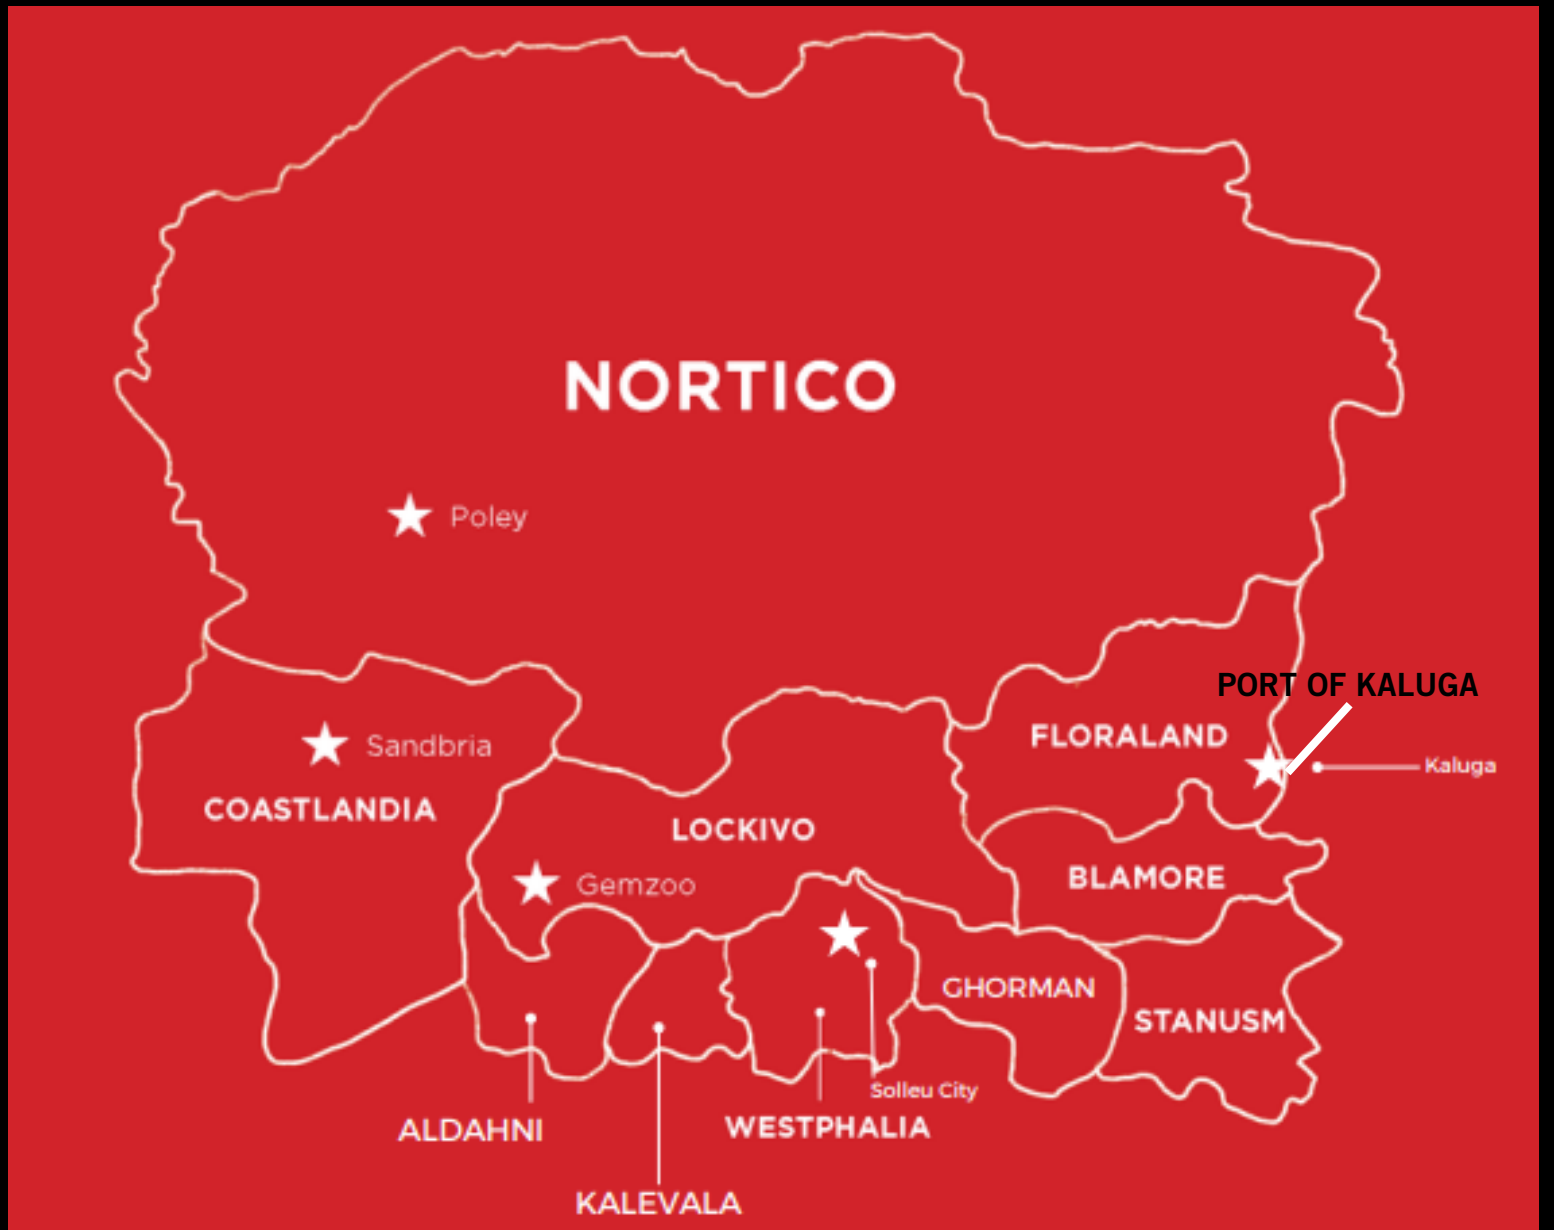 NORTICO
Poley
PORT OF KALUGA
FLORALAND
Sandbria
Kaluga
COASTLANDIA
LOCKIVO
BLAMORE
Gemzoo
GHORMAN
STANUSM
Solleu City
ALDAHNI
WESTPHALIA
KALEVALA